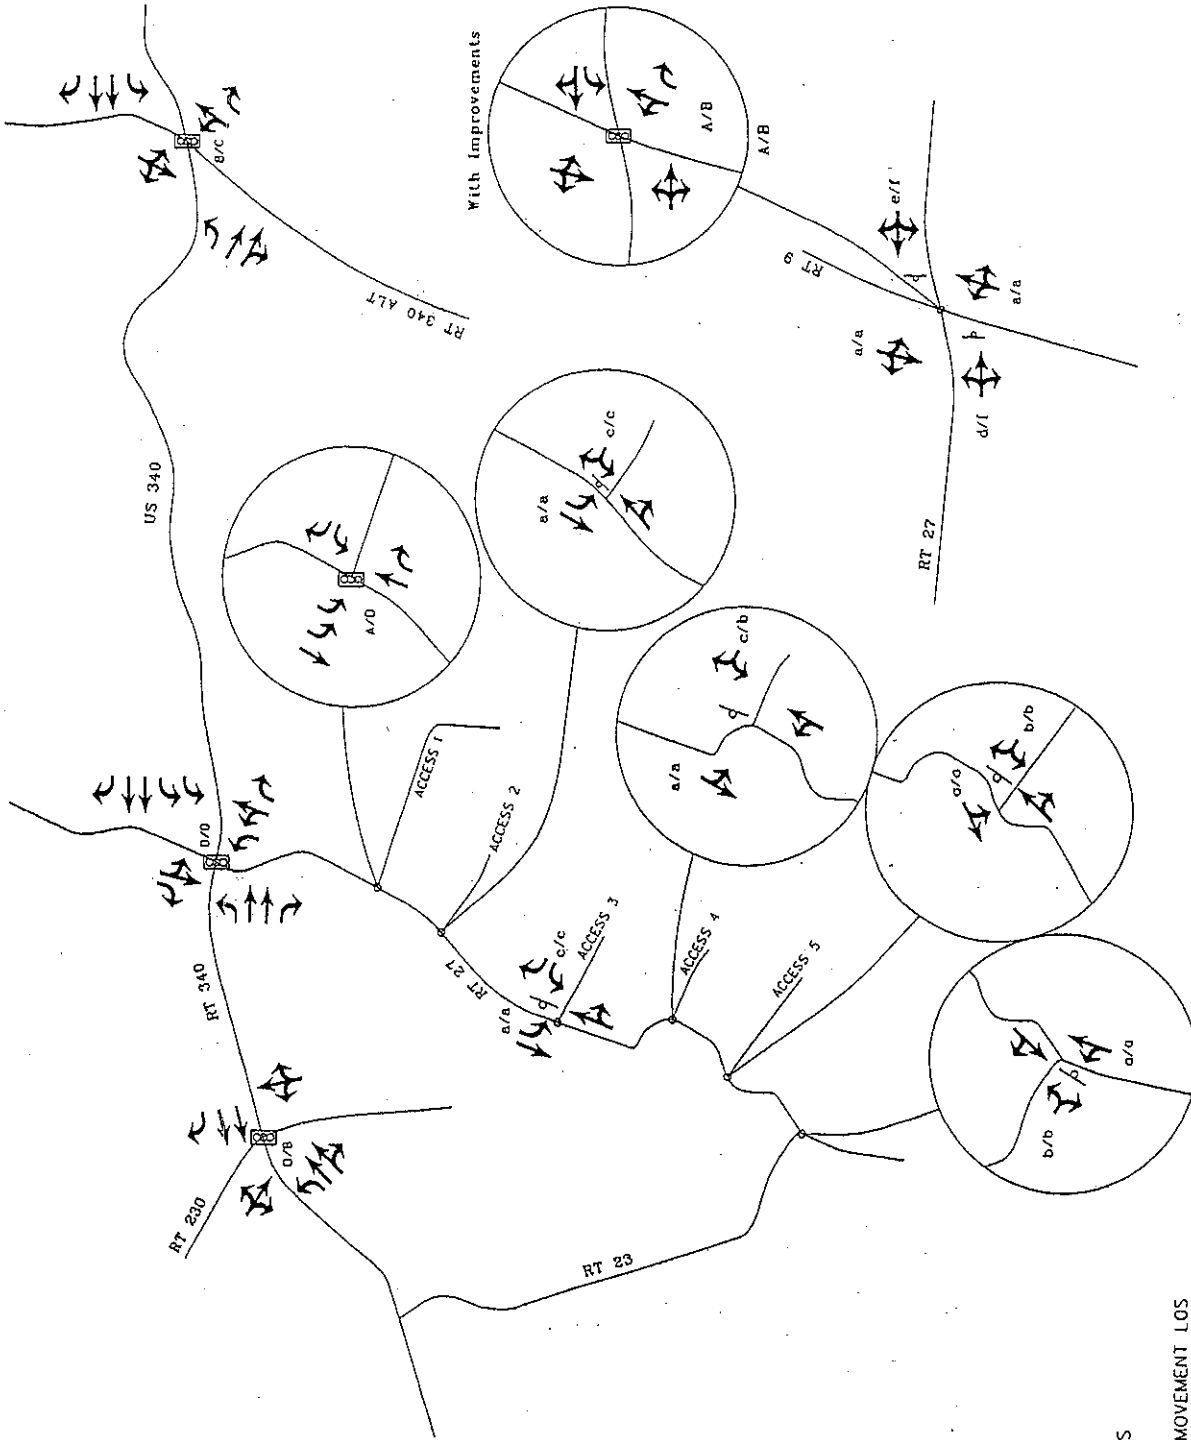 With Improvements
B/C
A/B
A/B
RT 340 ALT
RT 9
e/f
a/a
a/a
d/f
RT 27
US 340
A/D
a/a
c/c
D/D
ACCESS 1
ACCESS 2
RT 27
a/a
c/c
ACCESS 3
a/a
c/b
ACCESS 4
ACCESS 5
a/a
b/b
RT 340
RT 230
D/B
RT 23
b/b
a/a
S
MOVEMENT LOS